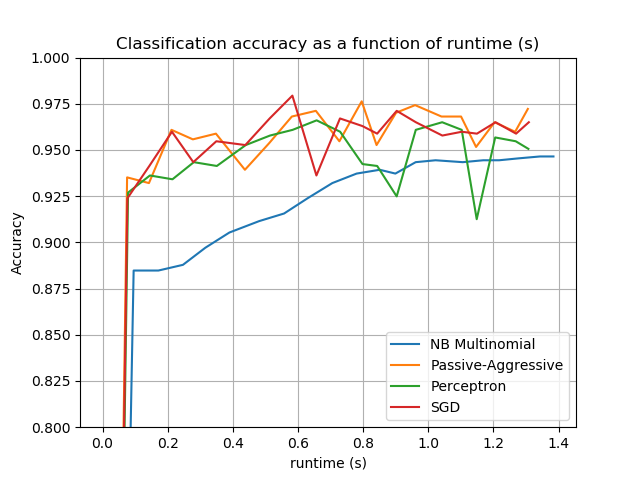 Classification accuracy as a function of runtime (s)
1.000
0.975
0.950
0.925
0.900
0.875
0.850
0.825
0.800
Accuracy
NB Multinomial
Passive-Aggressive
Perceptron
SGD
0.0 0.2 0.4 0.6 0.8 1.0 1.2 1.4
runtime (s)